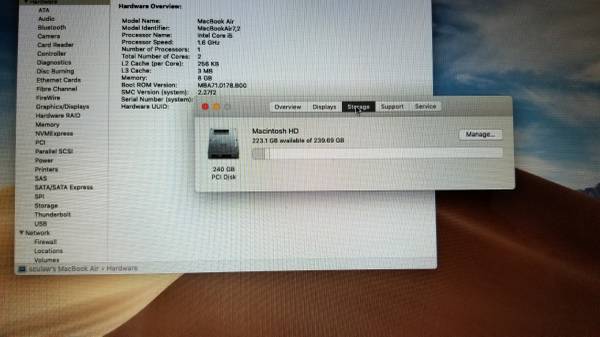 Hardware
ATA
Audio
Bluetooth
Camera
Card Reader
Controller
Diagnostics
Disc Burning
Ethernet Cards
Fibre Channel
FireWire
Graphics/Displays
Hardware RAID
Memory
NVMExpress
PCI
Parallel SCSI
Power
Printers
SAS
SATA/SATA Express
SPI
Storage
Thunderbolt
USB
Network
Firewall
Locations
Volumes
Hardware Overview:
Model Name: MacBook Air
Model Identifier: MacBookAir7,2
Processor Name: Intel Core i5
Processor Speed: 1.6 GHz
Number of Processors: 1
Total Number of Cores: 2
L2 Cache (per Core): 256 KB
L3 Cache: 3 MB
Memory: 8 GB
Boot ROM Version: MBA71.0178.B00
SMC Version (system): 2.27f2
Serial Number (system):
Hardware UUID:
Overview Displays Storage Support Service
Macintosh HD
223.1 GB available of 239.69 GB
Manage...
240 GB
PCI Disk
MacBook Air › Hardware